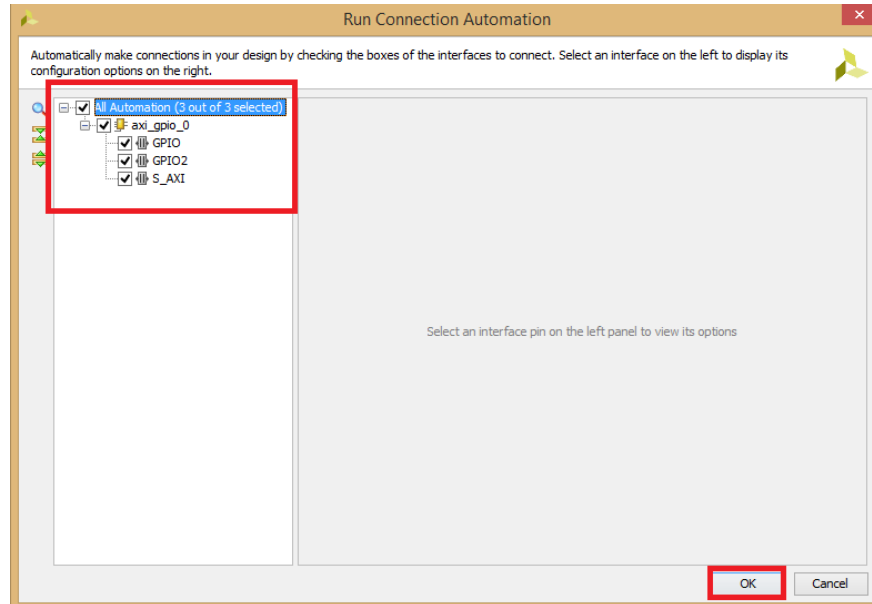 Run Connection Automation
Automatically make connections in your design by checking the boxes of the interfaces to connect. Select an interface on the left to display its
configuration options on the right.
All Automation (3 out of 3 selected)
axi_gpio_0
GPIO
GPIO2
S_AXI
Select an interface pin on the left panel to view its options
OK
Cancel